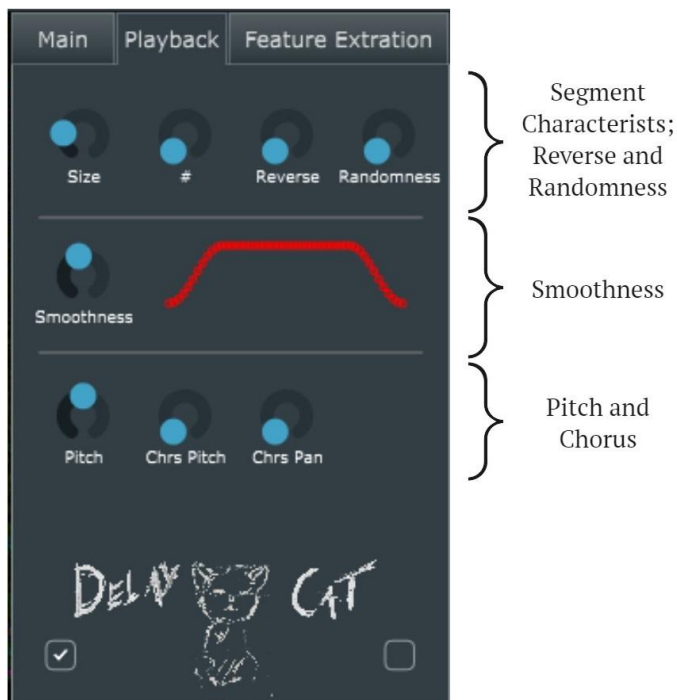 Main Playback Feature Extration
Size # Reverse Randomness
Smoothness
Pitch Chrs Pitch Chrs Pan
DELAY CAT
Segment
Characterists;
Reverse and
Randomness
Smoothness
Pitch and
Chorus